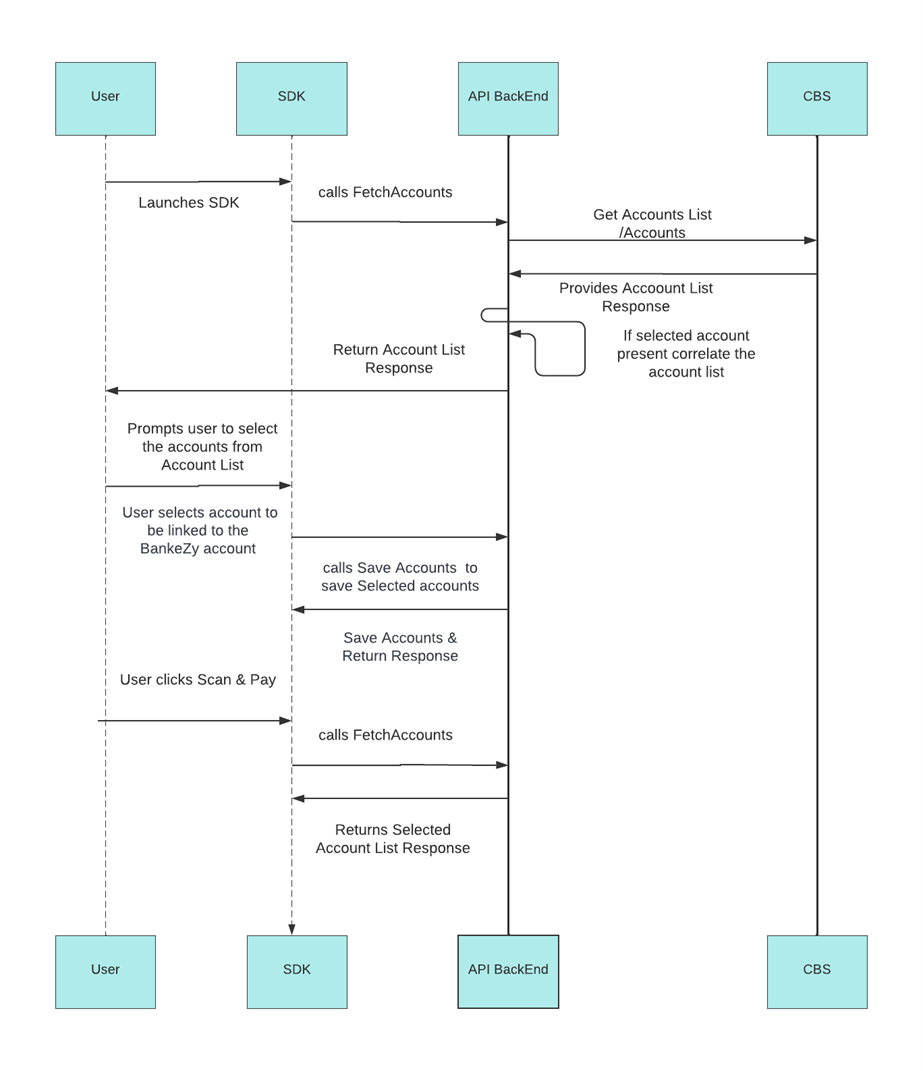 User
SDK
API BackEnd
CBS
calls FetchAccounts
Launches SDK
Get Accounts List
/Accounts
Provides Accoount List
Response
If selected account
present correlate the
account list
Return Account List
Response
Prompts user to select
the accounts from
Account List
User selects account to
be linked to the
BankeZy account
calls Save Accounts  to
save Selected accounts
Save Accounts &
Return Response
User clicks Scan & Pay
calls FetchAccounts
Returns Selected
Account List Response
User
SDK
API BackEnd
CBS